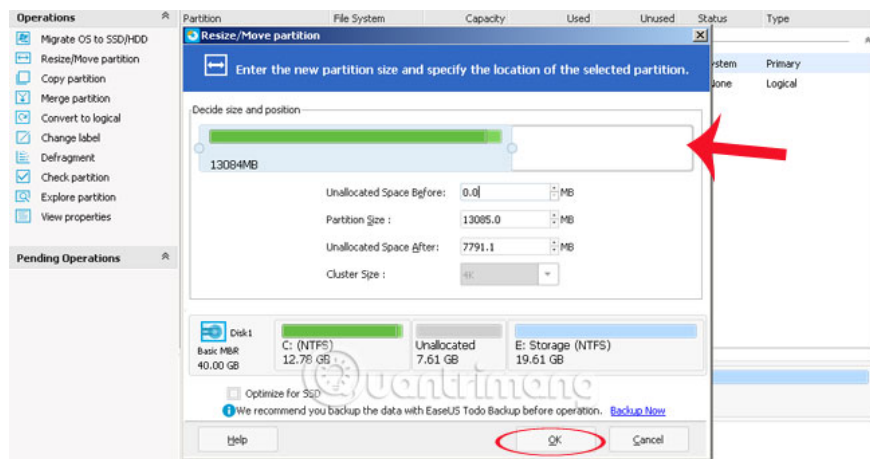 Operations
Migrate OS to SSD/HDD
Resize/Move partition
Copy partition
Merge partition
Convert to logical
Change label
Defragment
Check partition
Explore partition
View properties
Pending Operations
Partition File System Capacity Used Unused Status Type
Primary
Logical
Resize/Move partition
Enter the new partition size and specify the location of the selected partition.
Decide size and position
13084MB
Unallocated Space Before: 0.0 MB
Partition Size : 13085.0 MB
Unallocated Space After: 7791.1 MB
Cluster Size : 4K
Disk1
Basic MBR
40.00 GB
C: (NTFS)
12.78 GB
Unallocated
7.61 GB
E: Storage (NTFS)
19.61 GB
Quantrimang
Optimize for SSD
We recommend you backup the data with EaseUS Todo Backup before operation. Backup Now
Help OK Cancel